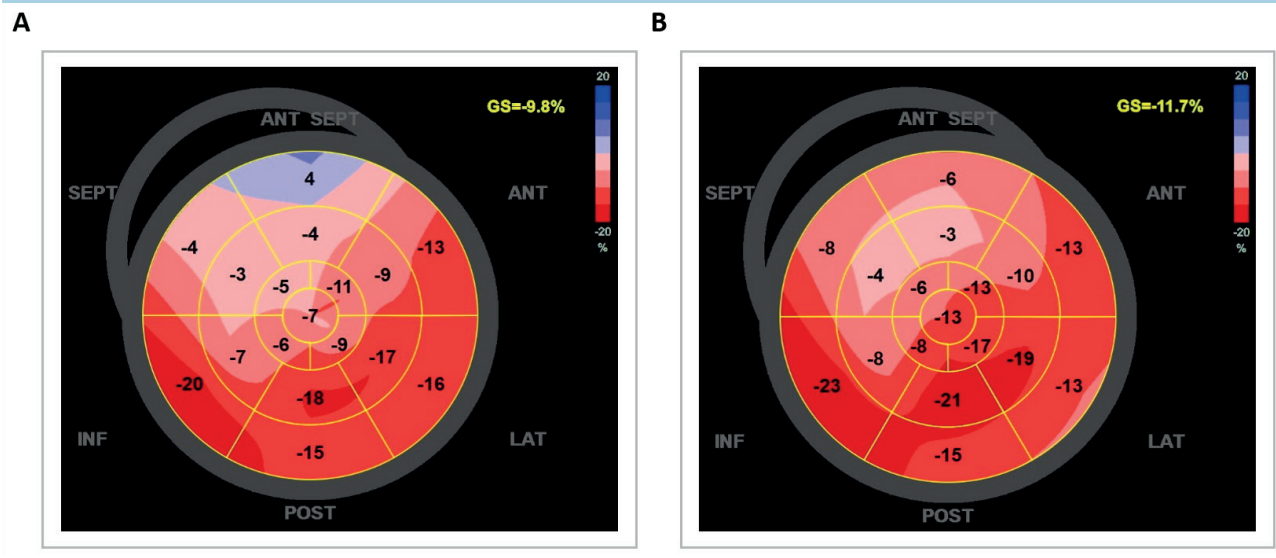 A
B
20
GS=-9.8%
ANT SEPT
SEPT
ANT
4
-4
-4
-13
-3
-9
-5
-11
-7
-6
-9
-7
-17
-20
-16
-18
-15
INF
LAT
POST
-20
%
20
GS=-11.7%
ANT SEPT
SEPT
ANT
-6
-8
-3
-13
-4
-10
-6
-13
-13
-8
-17
-8
-19
-23
-13
-21
-15
INF
LAT
POST
-20
%